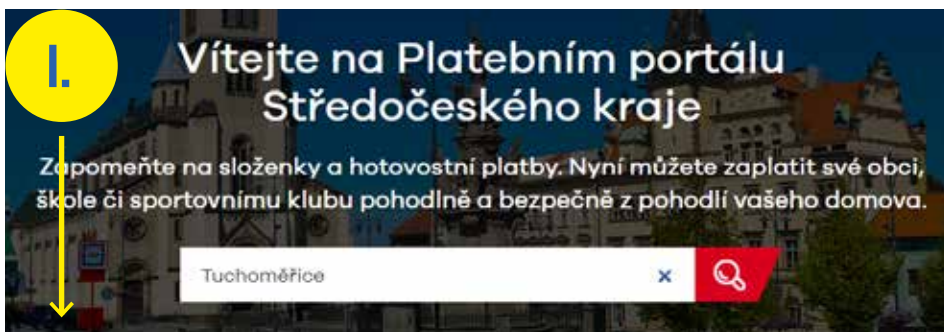 I.
Vítejte na Platebním portálu
Středočeského kraje
Zapomeňte na složenky a hotovostní platby. Nyní můžete zaplatit své obci,
škole či sportovnímu klubu pohodlně a bezpečně z pohodlí vašeho domova.
Tuchoměřice